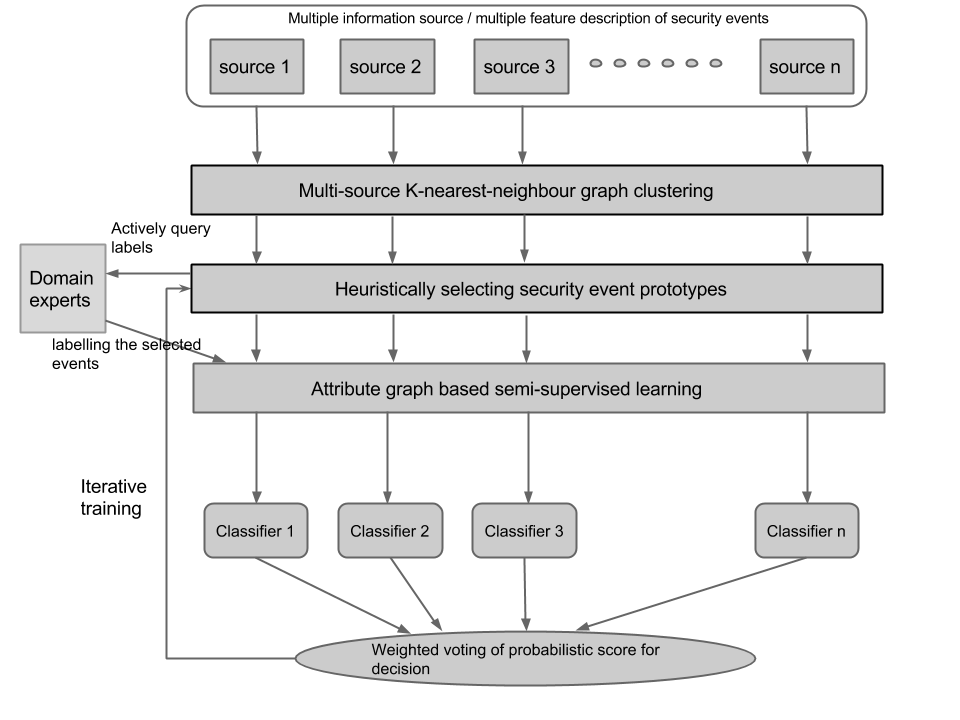 Multiple information source / multiple feature description of security events
source 1
source 2
source 3
source n
Multi-source K-nearest-neighbour graph clustering
Actively query
labels
Domain
experts
Heuristically selecting security event prototypes
labelling the selected
events
Attribute graph based semi-supervised learning
Iterative
training
Classifier 1
Classifier 2
Classifier 3
Classifier n
Weighted voting of probabilistic score for
decision